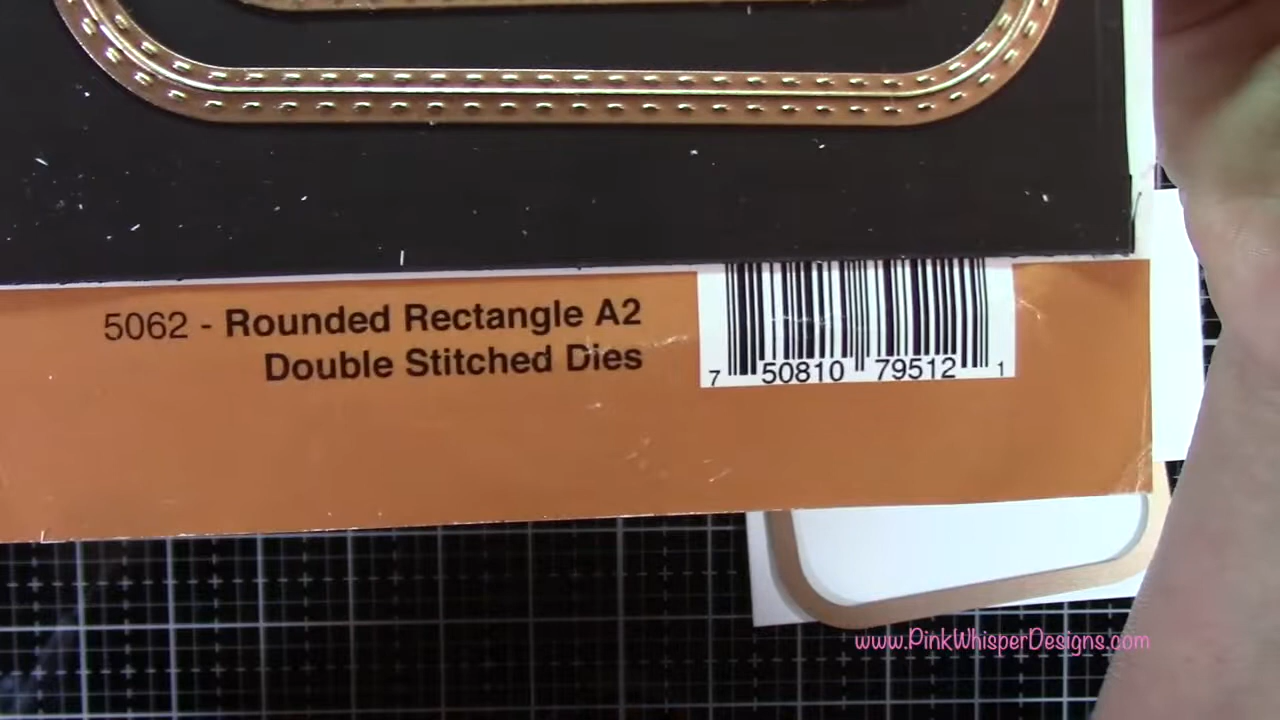 5062 - Rounded Rectangle A2
Double Stitched Dies
7 50810 79512 1
www.PinkWhisperDesigns.com